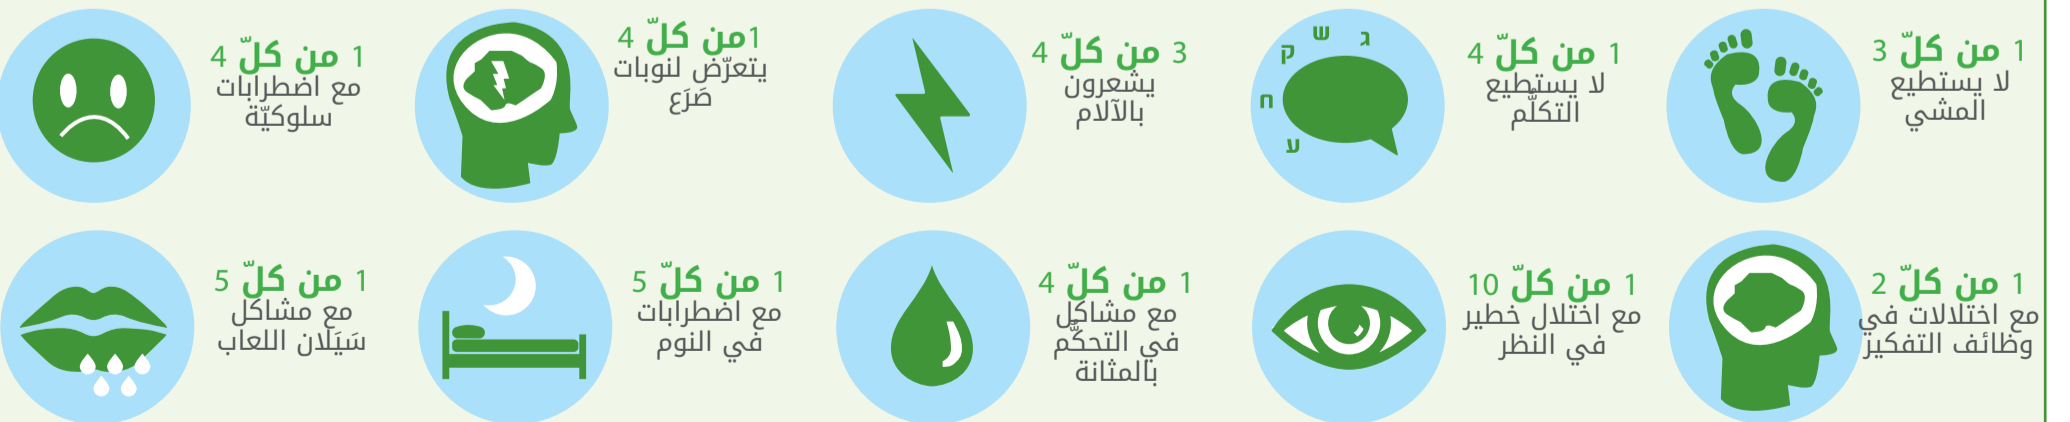 1 من كلّ 3
لا يستطيع
المشي
1 من كلّ 4
لا يستطيع
التكلُّم
ג
ש
ק
ח
ע
3 من كلّ 4
يشعرون
بالآلام
1من كلّ 4
يتعرّض لنوبات
صَرَع
1 من كلّ 4
مع اضطرابات
سلوكيّة
1 من كلّ 2
مع اختلالات في
وظائف التفكير
1 من كلّ 10
مع اختلال خطير
في النظر
1 من كلّ 4
مع مشاكل
في التحكُّم
بالمثانة
1 من كلّ 5
مع اضطرابات
في النوم
1 من كلّ 5
مع مشاكل
سَيَلان اللعاب